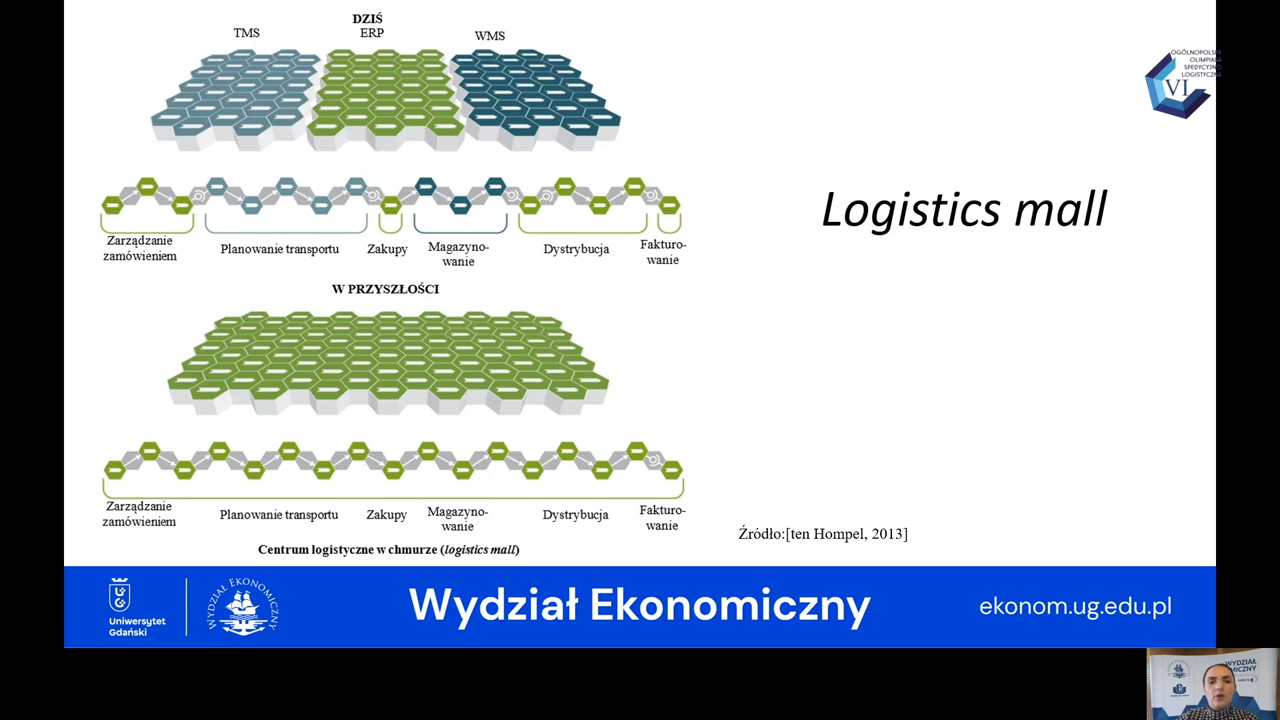 DZIŚ
TMS
ERP
WMS
Zarządzanie
zamówieniem
Planowanie transportu
Zakupy
Magazyno-
wanie
Dystrybucja
Fakturo-
wanie
W PRZYSZŁOŚCI
Zarządzanie
zamówieniem
Planowanie transportu
Zakupy
Magazyno-
wanie
Dystrybucja
Fakturo-
wanie
Centrum logistyczne w chmurze (logistics mall)
OGÓLNOPOLSKA
OLIMPIADA
SPEDYCYJNO
LOGISTYCZNA
VI
Logistics mall
Źródło:[ten Hompel, 2013]
Uniwersytet
Gdański
WYDZIAŁ EKONOMICZNY
Wydział Ekonomiczny
ekonom.ug.edu.pl
WYDZIAŁ